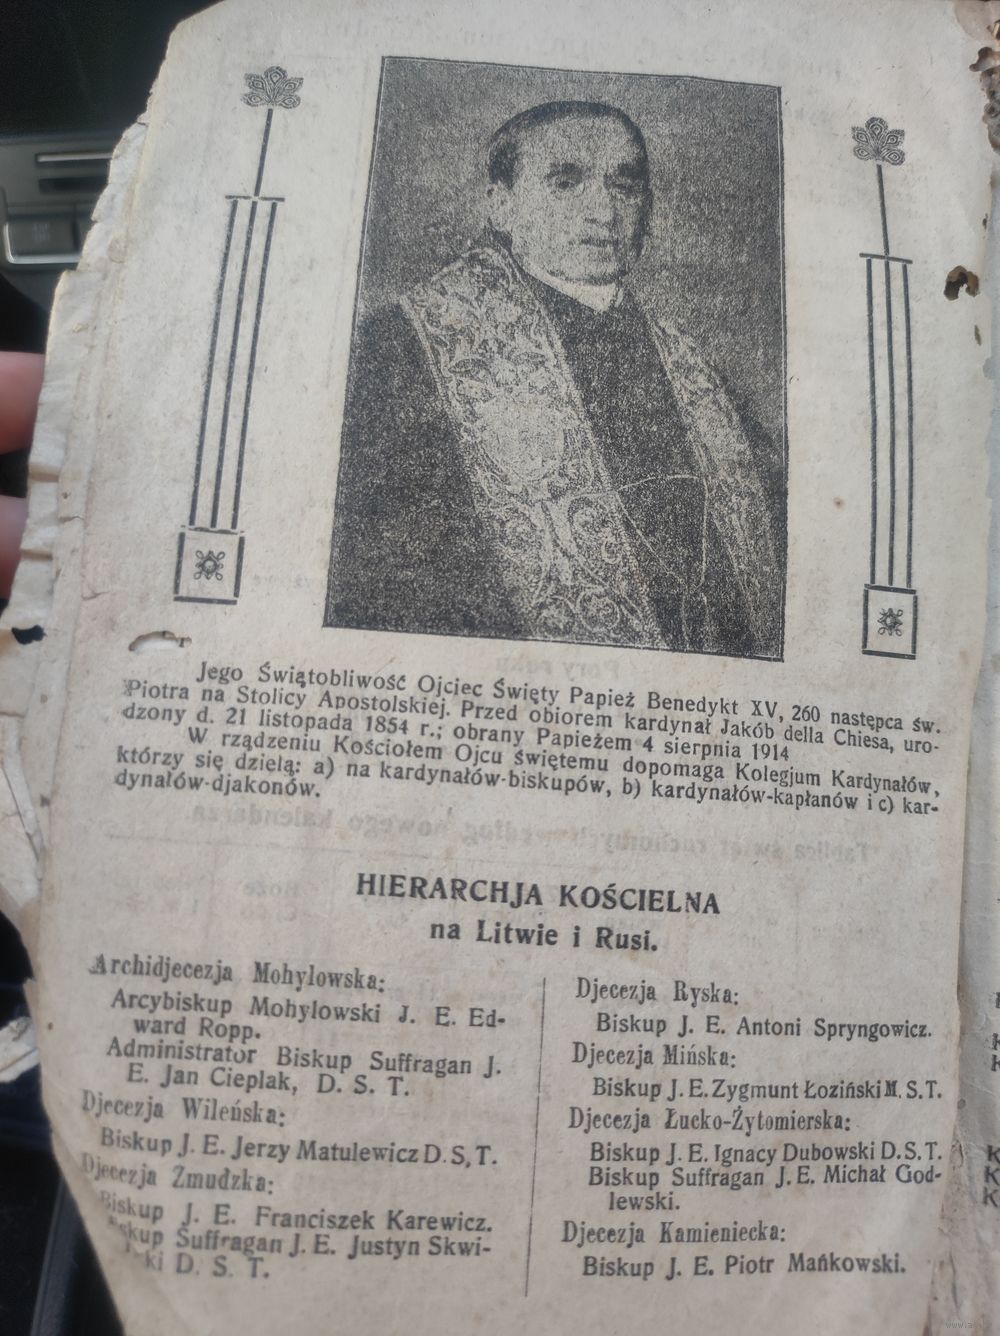 Jego Świątobliwość Ojciec Święty Papież Benedykt XV, 260 następca św.
Piotra na Stolicy Apostolskiej. Przed obiorem kardynał Jakób della Chiesa, uro-
dzony d. 21 listopada 1854 r.; obrany Papieżem 4 sierpnia 1914
W rządzeniu Kościołem Ojcu świętemu dopomaga Kolegjum Kardynałów,
którzy się dzielą: a) na kardynałów-biskupów, b) kardynałów-kapłanów i c) kar-
dynałów-djakonów.
HIERARCHJA KOŚCIELNA
na Litwie i Rusi.
Archidjecezja Mohylowska:
Arcybiskup Mohylowski J. E. Ed-
ward Ropp.
Administrator Biskup Suffragan J.
E. Jan Cieplak, D. S. T.
Djecezja Wileńska:
Biskup J. E. Jerzy Matulewicz D. S, T.
Djecezja Żmudzka:
Biskup J. E. Franciszek Karewicz.
Biskup Suffragan J. E. Justyn Skwi-
ki D. S. T.
Djecezja Ryska:
Biskup J. E. Antoni Spryngowicz.
Djecezja Mińska:
Biskup J. E. Zygmunt Łoziński M. S. T.
Djecezja Łucko-Żytomierska:
Biskup J. E. Ignacy Dubowski D. S. T.
Biskup Suffragan J. E. Michał God-
lewski.
Djecezja Kamieniecka:
Biskup J. E. Piotr Mańkowski.